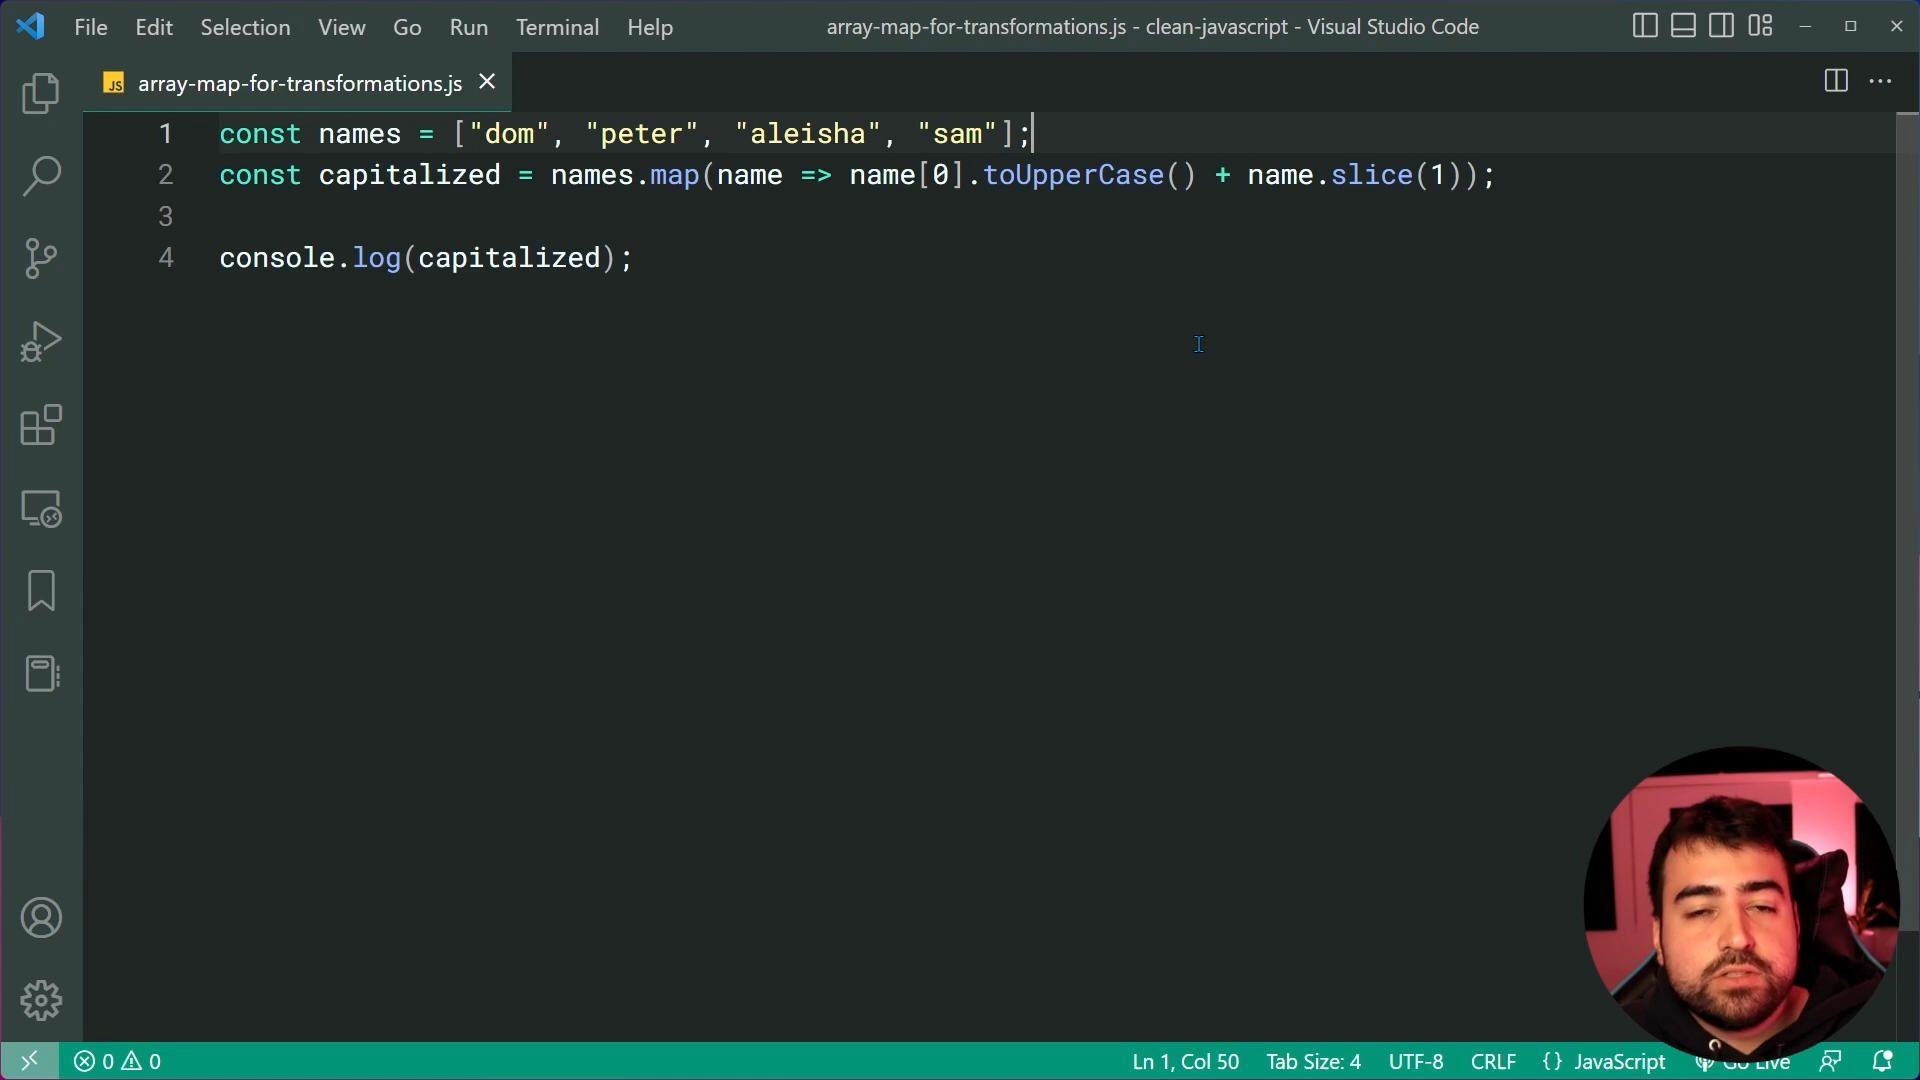 File Edit Selection View Go Run Terminal Help array-map-for-transformations.js - clean-javascript - Visual Studio Code
JS array-map-for-transformations.js
1 const names = ["dom", "peter", "aleisha", "sam"];
2 const capitalized = names.map(name => name[0].toUpperCase() + name.slice(1));
3
4 console.log(capitalized);
0 0 Ln 1, Col 50 Tab Size: 4 UTF-8 CRLF {} JavaScript Go Live